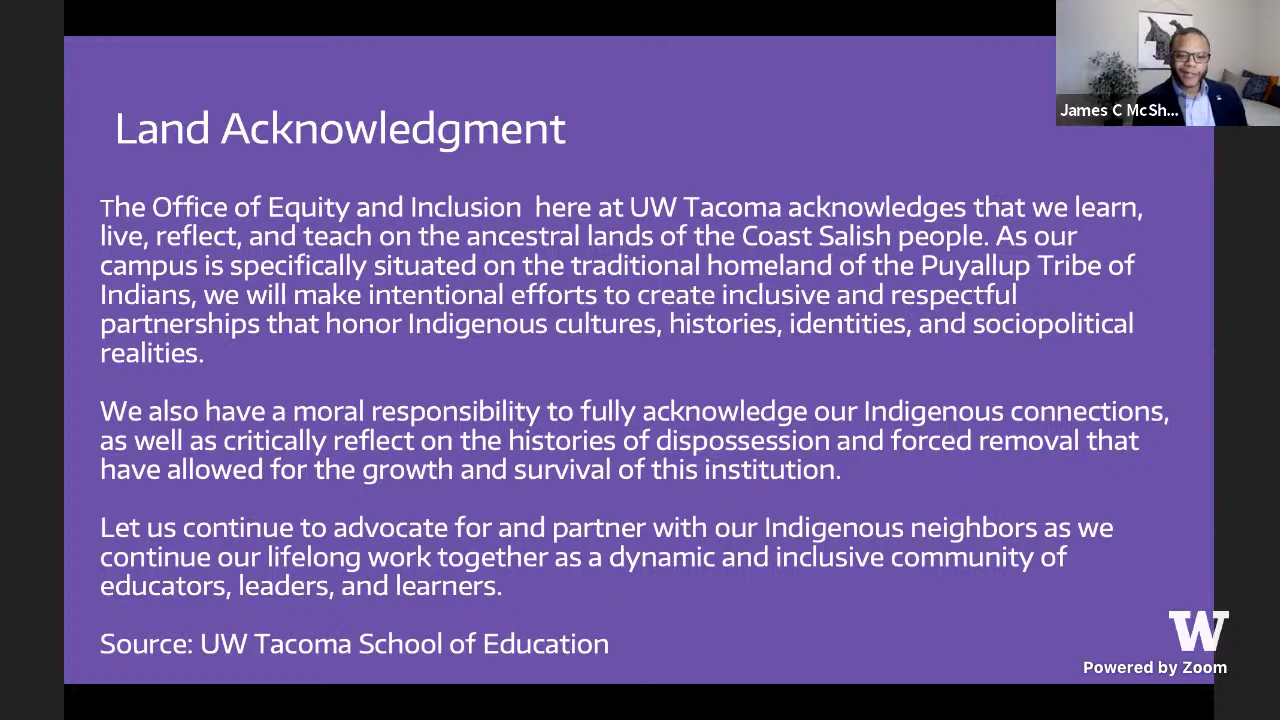 Land Acknowledgment
James C McSh...
The Office of Equity and Inclusion  here at UW Tacoma acknowledges that we learn,
live, reflect, and teach on the ancestral lands of the Coast Salish people. As our
campus is specifically situated on the traditional homeland of the Puyallup Tribe of
Indians, we will make intentional efforts to create inclusive and respectful
partnerships that honor Indigenous cultures, histories, identities, and sociopolitical
realities.
We also have a moral responsibility to fully acknowledge our Indigenous connections,
as well as critically reflect on the histories of dispossession and forced removal that
have allowed for the growth and survival of this institution.
Let us continue to advocate for and partner with our Indigenous neighbors as we
continue our lifelong work together as a dynamic and inclusive community of
educators, leaders, and learners.
Source: UW Tacoma School of Education
W
Powered by Zoom